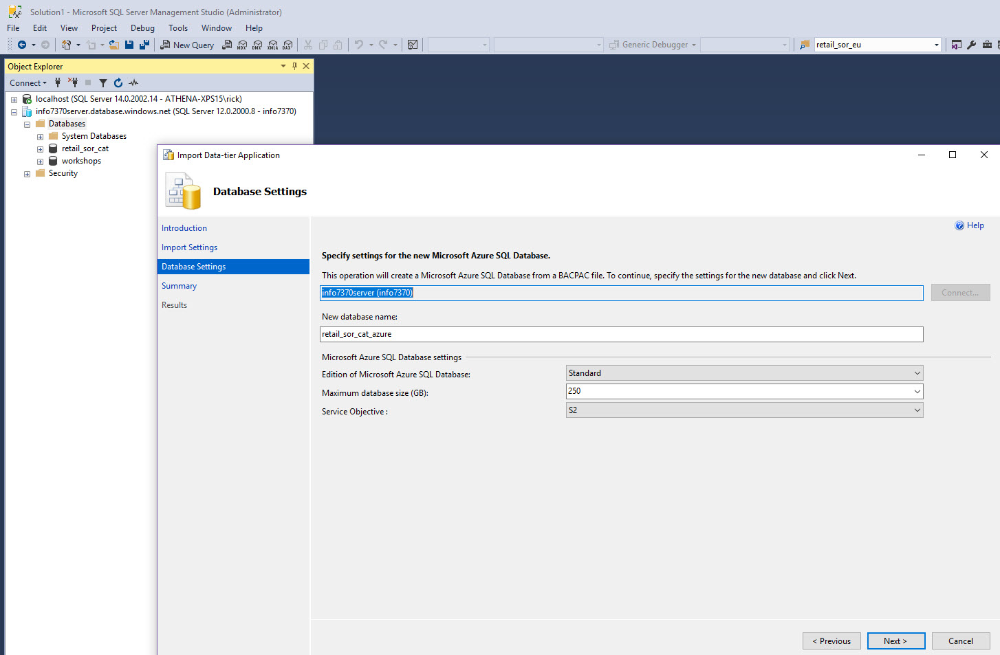 Solution1 - Microsoft SQL Server Management Studio (Administrator)
File Edit View Project Debug Tools Window Help
New Query MDX DMX XMLA DAX Generic Debugger retail_sor_eu
Object Explorer
Connect
localhost (SQL Server 14.0.2002.14 - ATHENA-XPS15\rick)
info7370server.database.windows.net (SQL Server 12.0.2000.8 - info7370)
Databases
System Databases
retail_sor_cat
workshops
Security
Import Data-tier Application
Database Settings
Introduction
Import Settings
Database Settings
Summary
Results
Help
Specify settings for the new Microsoft Azure SQL Database.
This operation will create a Microsoft Azure SQL Database from a BACPAC file. To continue, specify the settings for the new database and click Next.
info7370server (info7370) Connect...
New database name:
retail_sor_cat_azure
Microsoft Azure SQL Database settings
Edition of Microsoft Azure SQL Database: Standard
Maximum database size (GB): 250
Service Objective : S2
< Previous Next > Cancel